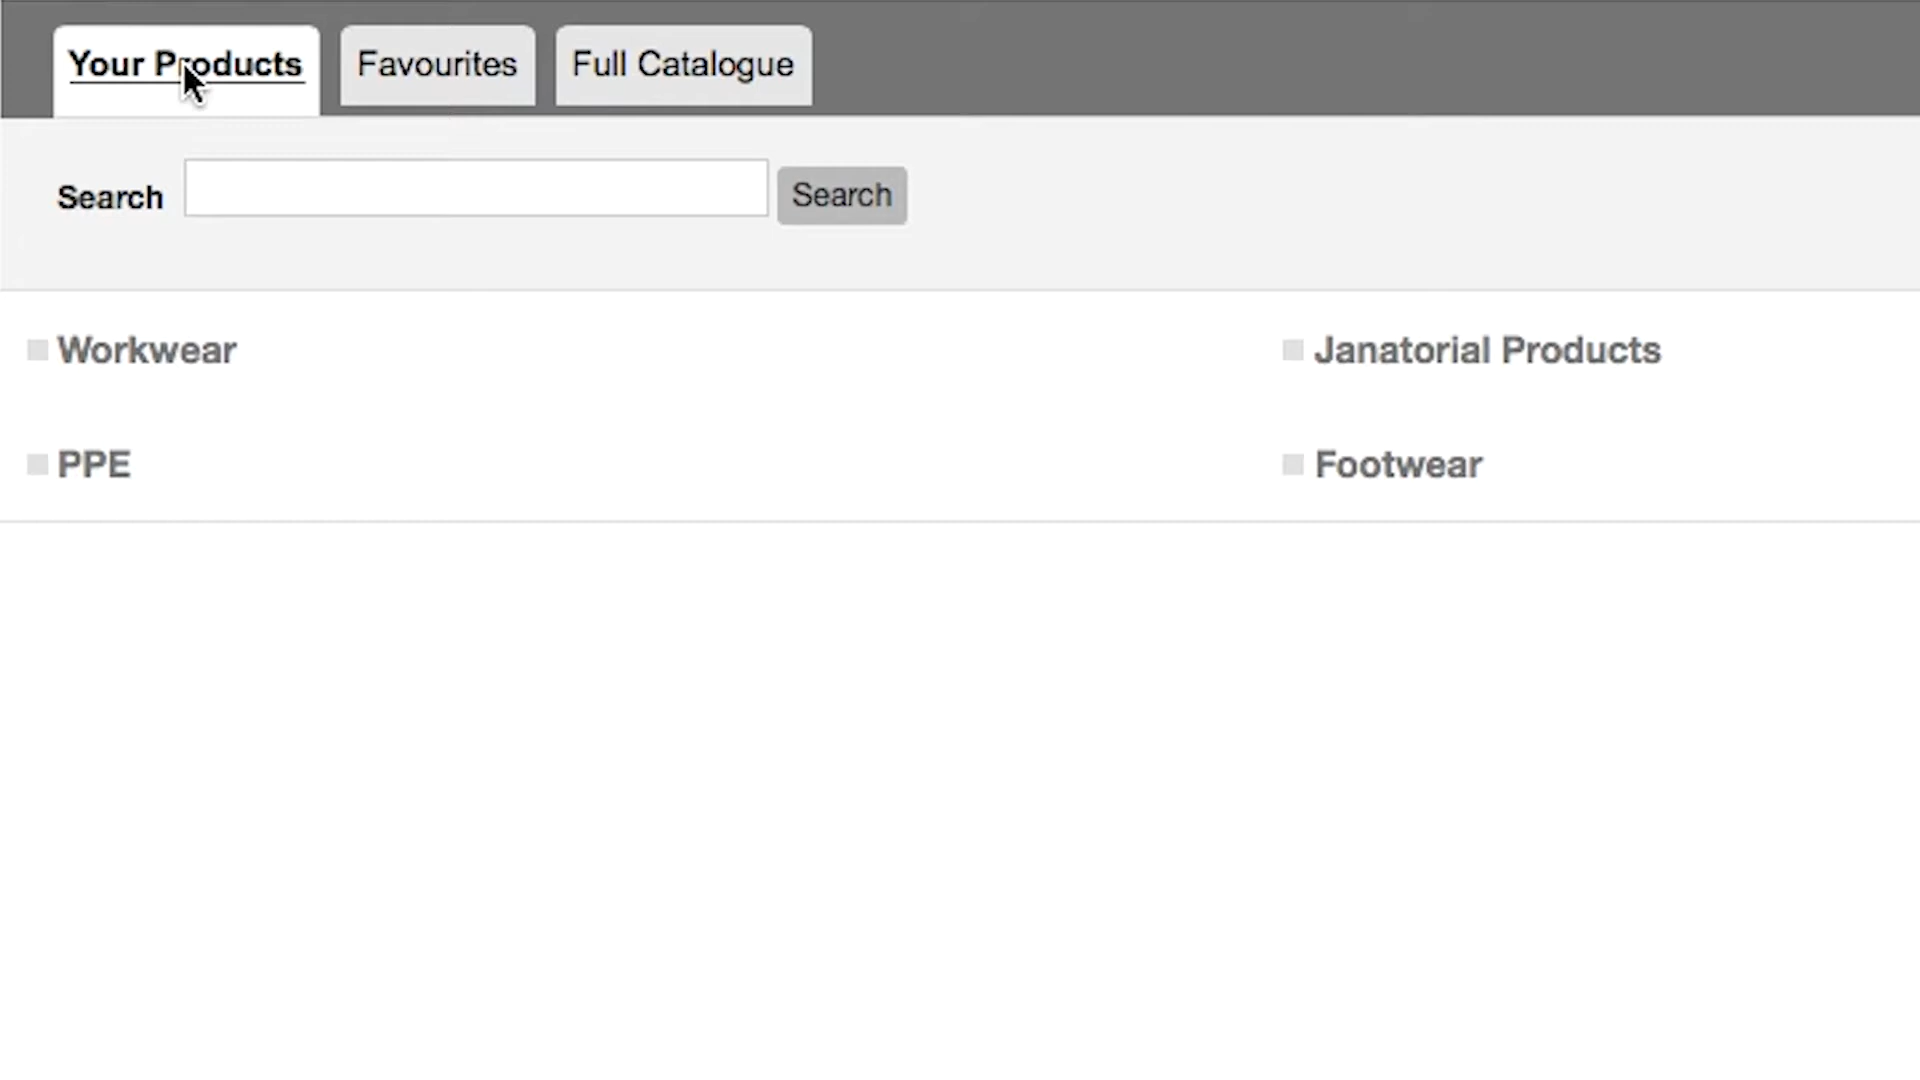 Your Products Favourites Full Catalogue
Search Search
Workwear Janatorial Products
PPE Footwear